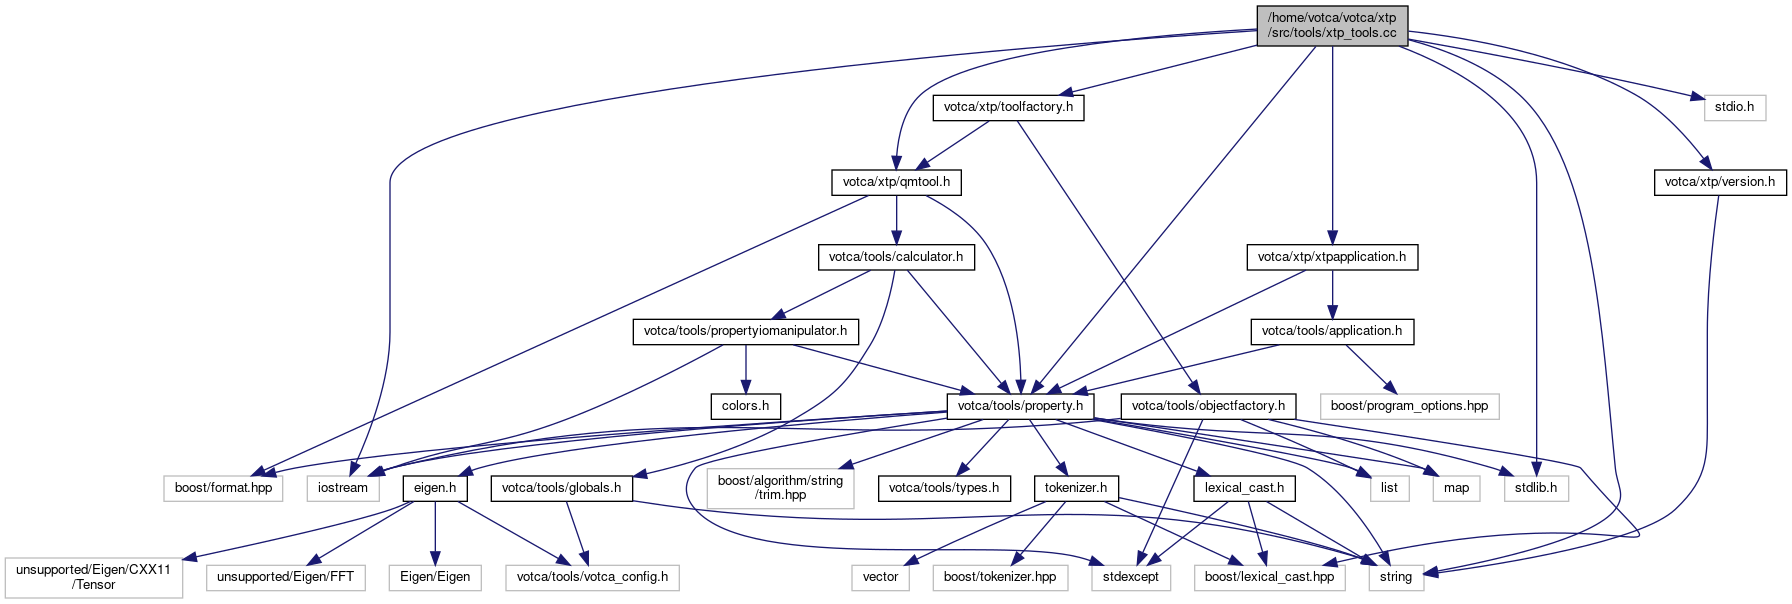 /home/votca/votca/xtp
/src/tools/xtp_tools.cc
votca/xtp/toolfactory.h
stdio.h
votca/xtp/qmtool.h
votca/xtp/version.h
votca/tools/calculator.h
votca/xtp/xtpapplication.h
votca/tools/propertyiomanipulator.h
votca/tools/application.h
colors.h
votca/tools/property.h
votca/tools/objectfactory.h
boost/program_options.hpp
boost/format.hpp
iostream
eigen.h
votca/tools/globals.h
boost/algorithm/string
/trim.hpp
votca/tools/types.h
tokenizer.h
lexical_cast.h
list
map
stdlib.h
unsupported/Eigen/CXX11
/Tensor
unsupported/Eigen/FFT
Eigen/Eigen
votca/tools/votca_config.h
vector
boost/tokenizer.hpp
stdexcept
boost/lexical_cast.hpp
string